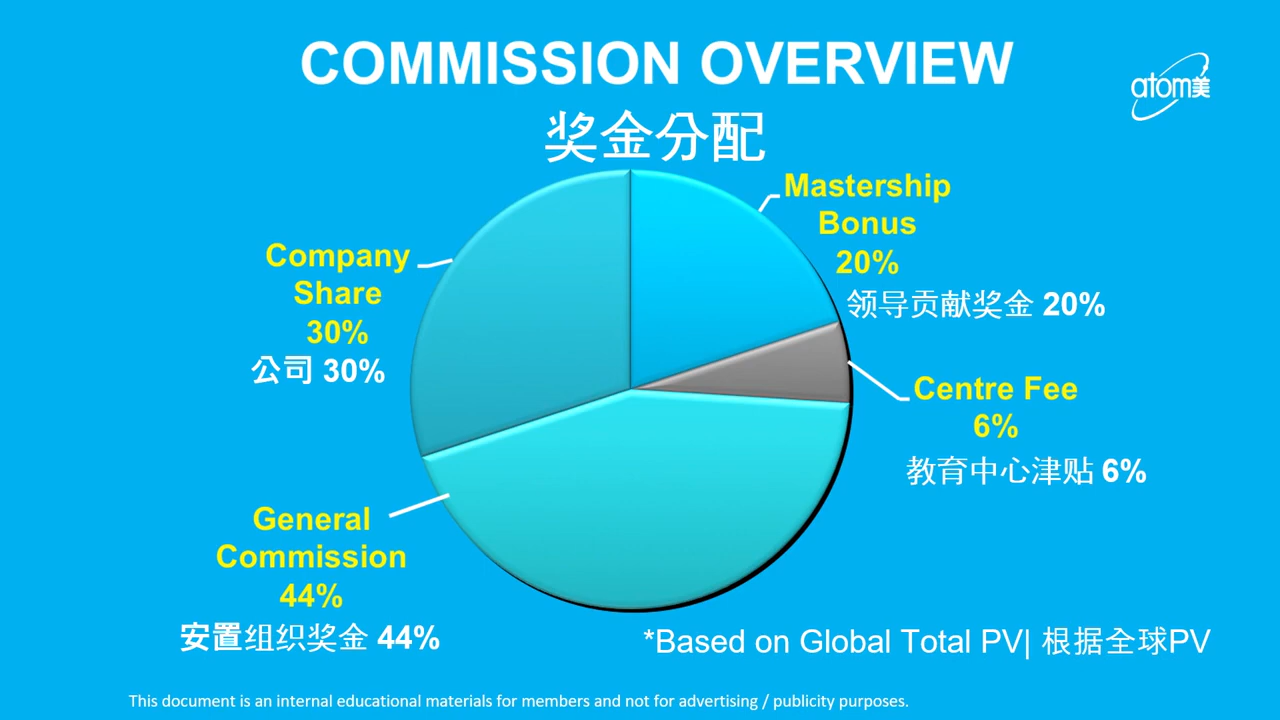 COMMISSION OVERVIEW
atom美
奖金分配
Mastership
Bonus
20%
领导贡献奖金 20%
Company
Share
30%
公司 30%
Centre Fee
6%
教育中心津贴 6%
General
Commission
44%
安置组织奖金 44%
*Based on Global Total PV| 根据全球PV
This document is an internal educational materials for members and not for advertising / publicity purposes.